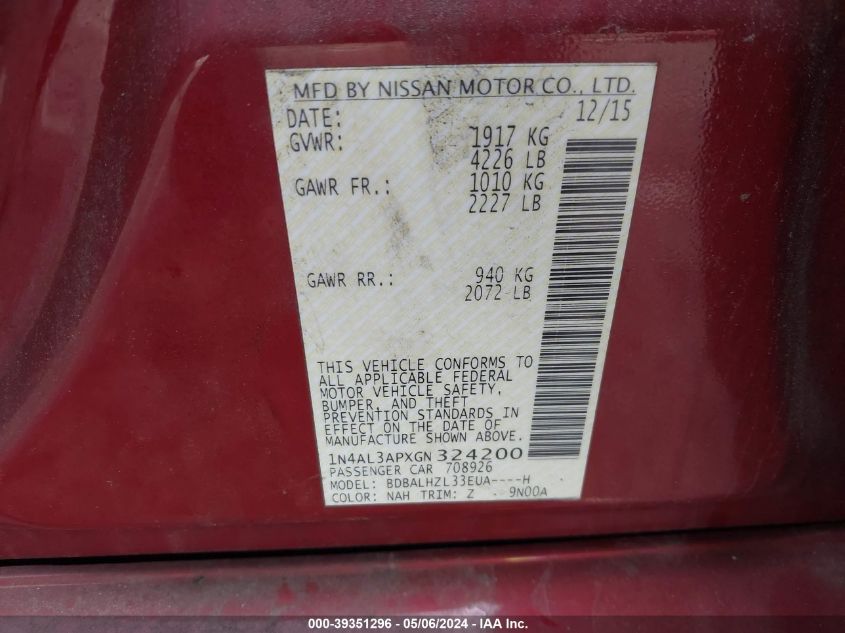 MFD BY NISSAN MOTOR CO., LTD.
DATE: 12/15
GVWR: 1917 KG
4226 LB
GAWR FR.: 1010 KG
2227 LB
GAWR RR.: 940 KG
2072 LB
THIS VEHICLE CONFORMS TO
ALL APPLICABLE FEDERAL
MOTOR VEHICLE SAFETY,
BUMPER, AND THEFT
PREVENTION STANDARDS IN
EFFECT ON THE DATE OF
MANUFACTURE SHOWN ABOVE.
1N4AL3APXGN324200
PASSENGER CAR 708926
MODEL: BDBALHZL33EUA----H
COLOR: NAH TRIM: Z - 9N00A
000-39351296 - 05/06/2024 - IAA, Inc.